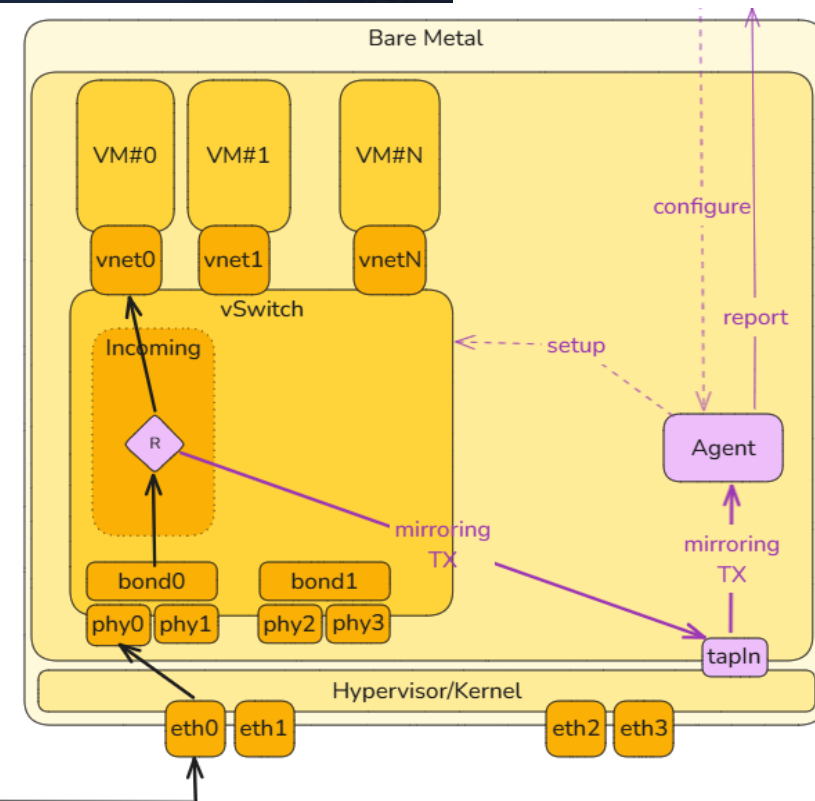 Bare Metal
VM#0
VM#1
VM#N
configure
vnet0
vnet1
vnetN
vSwitch
report
Incoming
setup
R
Agent
mirroring
TX
mirroring
TX
bond0
bond1
phy0
phy1
phy2
phy3
tapIn
Hypervisor/Kernel
eth0
eth1
eth2
eth3